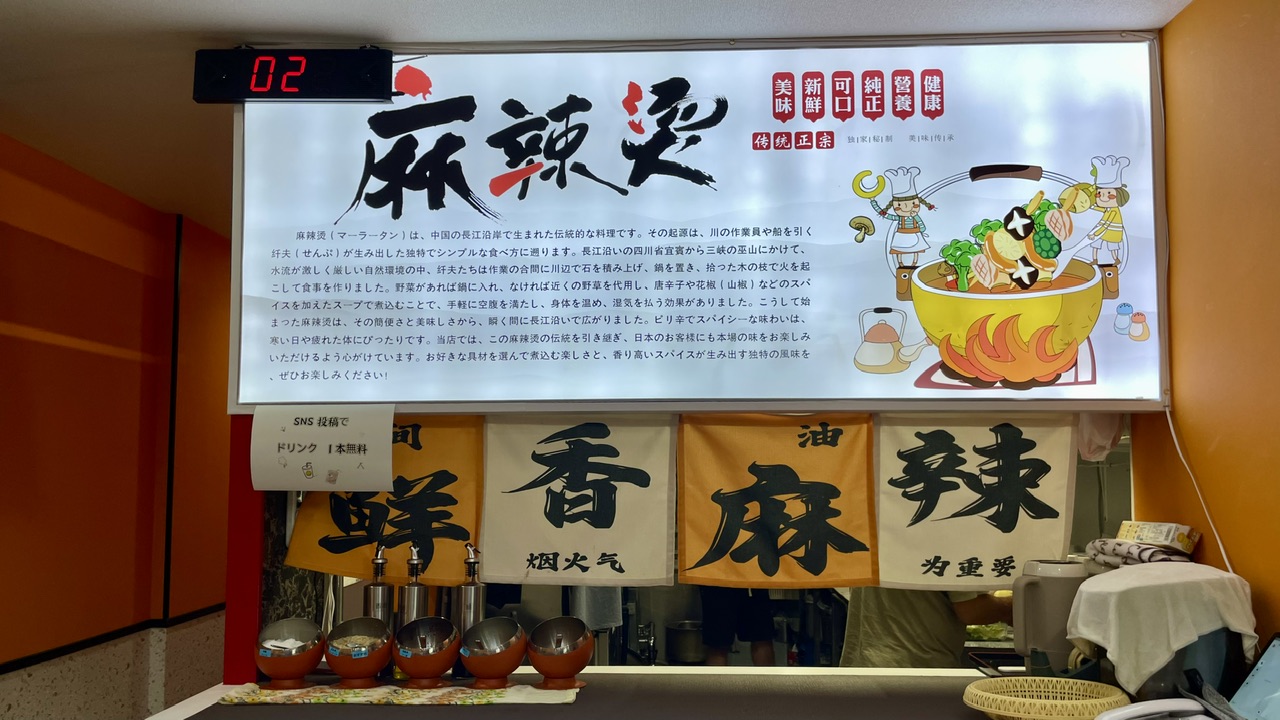 02
麻辣烫
美味 新鮮 可口 純正 營養 健康
传统正宗 独|家|秘|制 美|味|传|承
麻辣烫(マーラータン)は、中国の長江沿岸で生まれた伝統的な料理です。その起源は、川の作業員や船を引く
纤夫(せんぷ)が生み出した独特でシンプルな食べ方に遡ります。長江沿いの四川省宜賓から三峡の巫山にかけて、
水流が激しく厳しい自然環境の中、纤夫たちは作業の合間に川辺で石を積み上げ、鍋を置き、拾った木の枝で火を起
こして食事を作りました。野菜があれば鍋に入れ、なければ近くの野草を代用し、唐辛子や花椒(山椒)などのスパ
イスを加えたスープで煮込むことで、手軽に空腹を満たし、身体を温め、湿気を払う効果がありました。こうして始
まった麻辣烫は、その簡便さと美味しさから、瞬く間に長江沿いで広がりました。ピリ辛でスパイシーな味わいは、
寒い日や疲れた体にぴったりです。当店では、この麻辣烫の伝統を引き継ぎ、日本のお客様にも本場の味をお楽しみ
いただけるよう心がけています。お好きな具材を選んで煮込む楽しさと、香り高いスパイスが生み出す独特の風味を
、ぜひお楽しみください!
SNS 投稿で
ドリンク 1本無料
间
鲜
香
烟火气
油
麻
辣
为重要